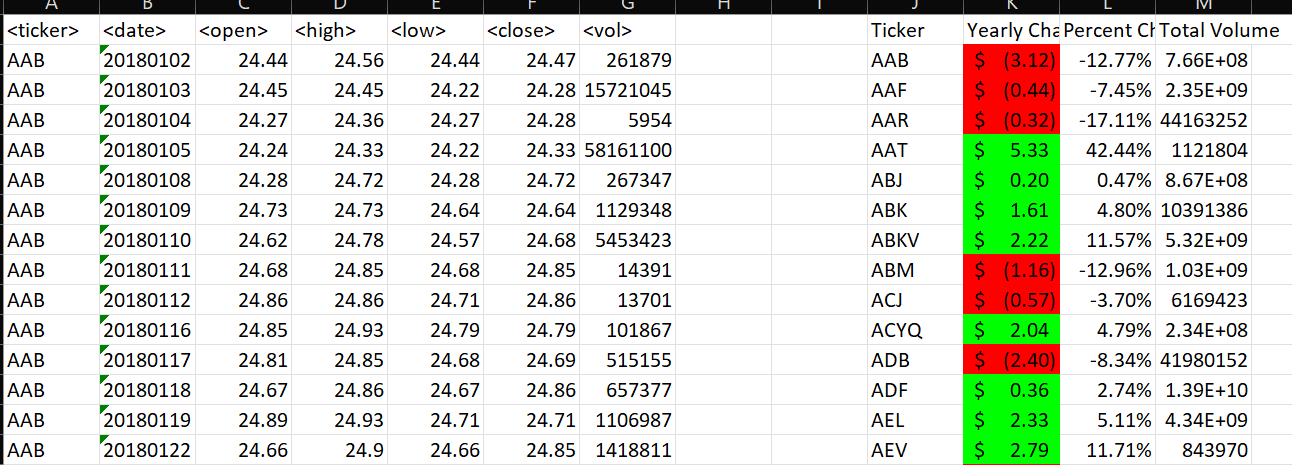 A B C D E F G H I J K L M
<ticker> <date> <open> <high> <low> <close> <vol> Ticker Yearly Cha Percent Ch Total Volume
AAB 20180102 24.44 24.56 24.44 24.47 261879 AAB $ (3.12) -12.77% 7.66E+08
AAB 20180103 24.45 24.45 24.22 24.28 15721045 AAF $ (0.44) -7.45% 2.35E+09
AAB 20180104 24.27 24.36 24.27 24.28 5954 AAR $ (0.32) -17.11% 44163252
AAB 20180105 24.24 24.33 24.22 24.33 58161100 AAT $ 5.33 42.44% 1121804
AAB 20180108 24.28 24.72 24.28 24.72 267347 ABJ $ 0.20 0.47% 8.67E+08
AAB 20180109 24.73 24.73 24.64 24.64 1129348 ABK $ 1.61 4.80% 10391386
AAB 20180110 24.62 24.78 24.57 24.68 5453423 ABKV $ 2.22 11.57% 5.32E+09
AAB 20180111 24.68 24.85 24.68 24.85 14391 ABM $ (1.16) -12.96% 1.03E+09
AAB 20180112 24.86 24.86 24.71 24.86 13701 ACJ $ (0.57) -3.70% 6169423
AAB 20180116 24.85 24.93 24.79 24.79 101867 ACYQ $ 2.04 4.79% 2.34E+08
AAB 20180117 24.81 24.85 24.68 24.69 515155 ADB $ (2.40) -8.34% 41980152
AAB 20180118 24.67 24.86 24.67 24.86 657377 ADF $ 0.36 2.74% 1.39E+10
AAB 20180119 24.89 24.93 24.71 24.71 1106987 AEL $ 2.33 5.11% 4.34E+09
AAB 20180122 24.66 24.9 24.66 24.85 1418811 AEV $ 2.79 11.71% 843970